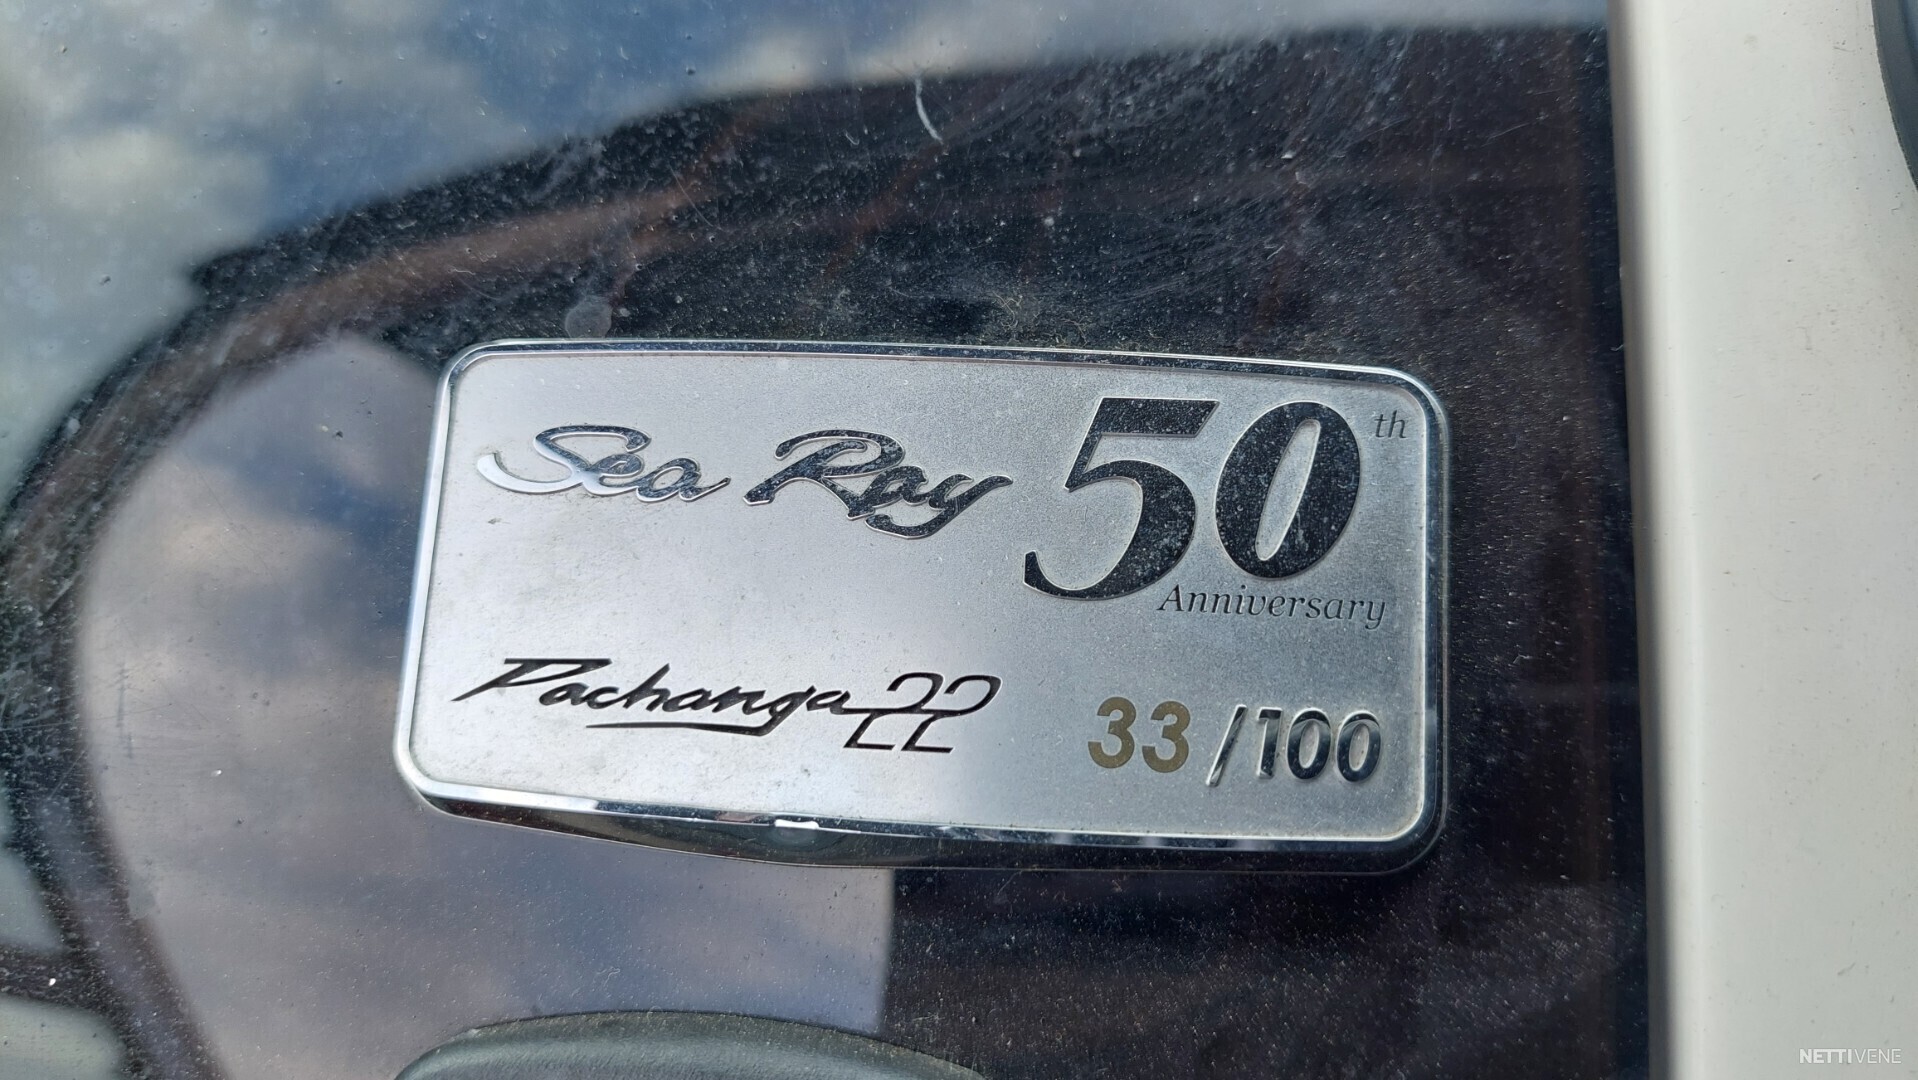 Sea Ray 50th
Anniversary
Pachanga 22
33/100
NETTIVENE